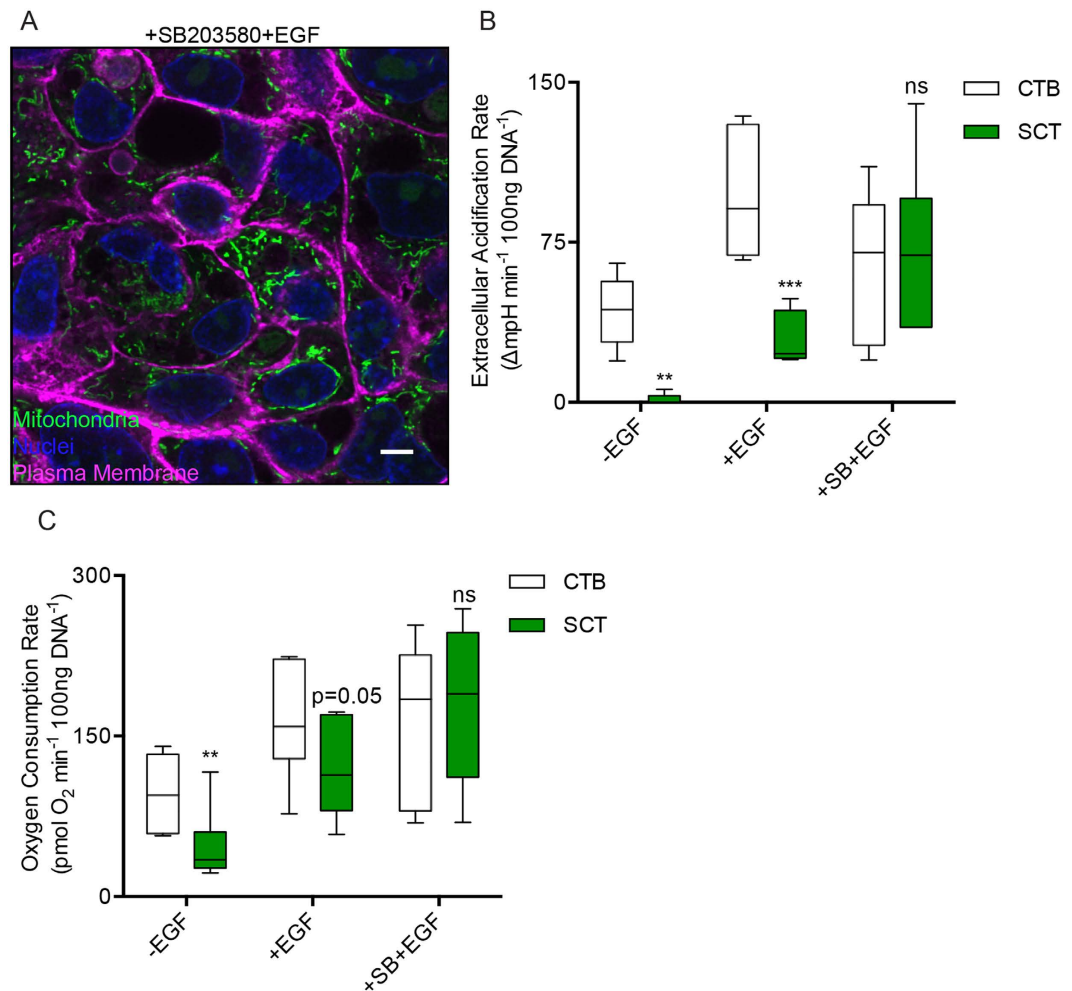 A
+SB203580+EGF
Mitochondria
Nuclei
Plasma Membrane
B
Extracellular Acidification Rate
(ΔmpH min⁻¹ 100ng DNA⁻¹)
150
75
0
**
***
ns
-EGF
+EGF
+SB+EGF
CTB
SCT
C
Oxygen Consumption Rate
(pmol O₂ min⁻¹ 100ng DNA⁻¹)
300
150
0
**
p=0.05
ns
-EGF
+EGF
+SB+EGF
CTB
SCT